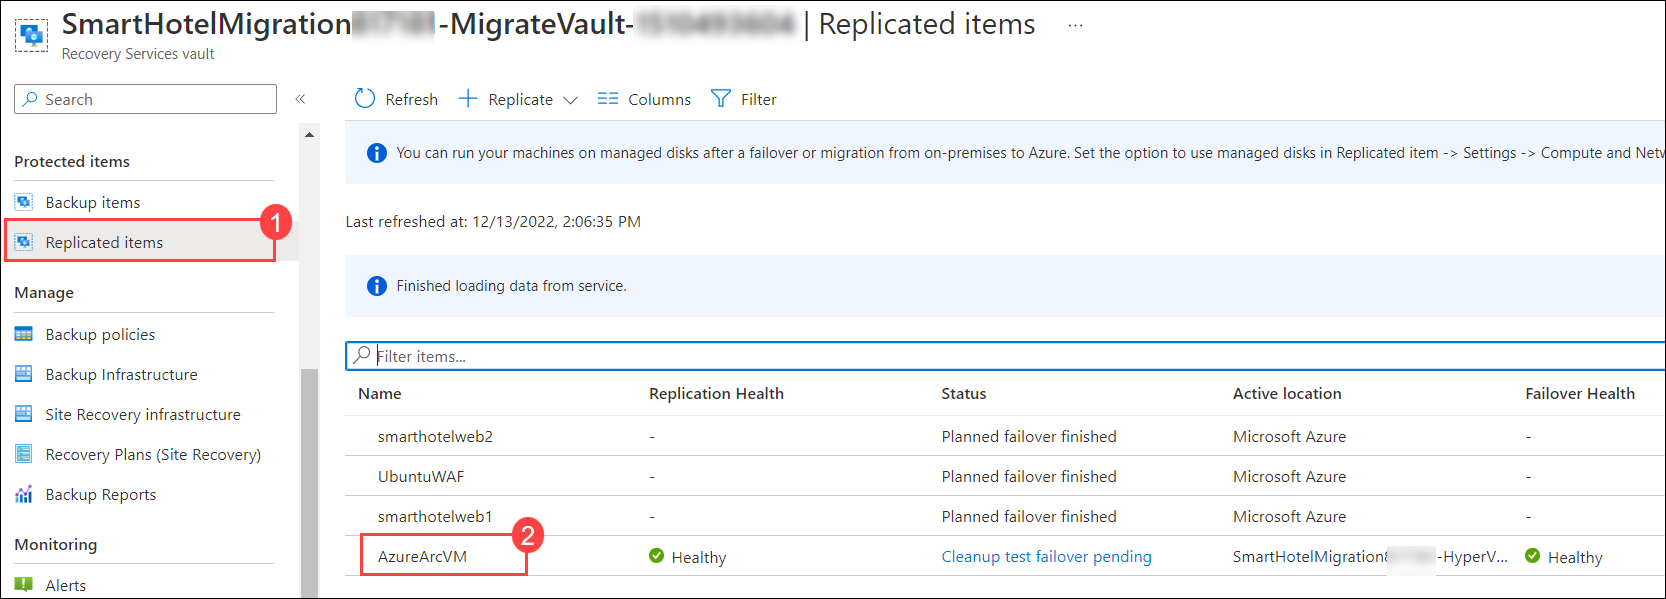 SmartHotelMigration -MigrateVault- | Replicated items ...
Recovery Services vault
Search «
Refresh Replicate Columns Filter
You can run your machines on managed disks after a failover or migration from on-premises to Azure. Set the option to use managed disks in Replicated item -> Settings -> Compute and Netw
Last refreshed at: 12/13/2022, 2:06:35 PM
Finished loading data from service.
Protected items
Backup items
Replicated items
1
Manage
Backup policies
Backup Infrastructure
Site Recovery infrastructure
Recovery Plans (Site Recovery)
Backup Reports
Monitoring
Alerts
Filter items...
Name Replication Health Status Active location Failover Health
smarthotelweb2 - Planned failover finished Microsoft Azure -
UbuntuWAF - Planned failover finished Microsoft Azure -
smarthotelweb1 - Planned failover finished Microsoft Azure -
2
AzureArcVM Healthy Cleanup test failover pending SmartHotelMigration -HyperV... Healthy